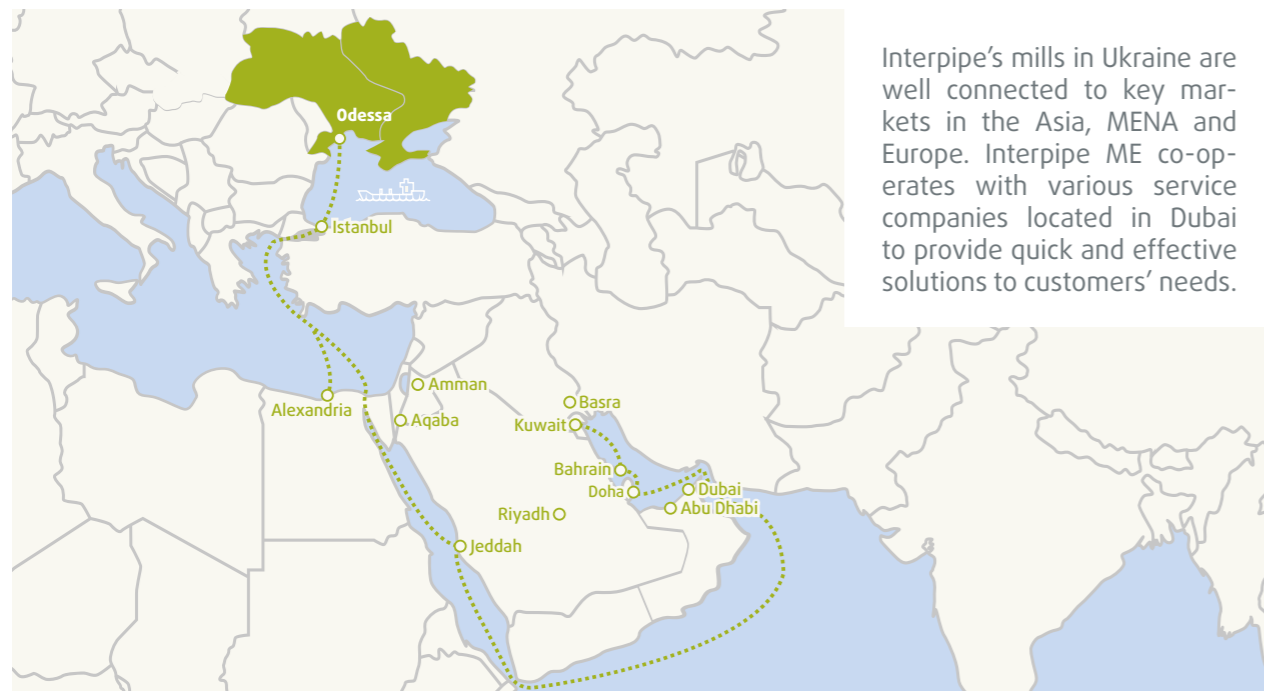 Interpipe’s mills in Ukraine are
well connected to key mar-
kets in the Asia, MENA and
Europe. Interpipe ME co-op-
erates with various service
companies located in Dubai
to provide quick and effective
solutions to customers’ needs.
Odessa
Istanbul
Amman
Alexandria
Aqaba
Basra
Kuwait
Bahrain
Doha
Dubai
Abu Dhabi
Riyadh
Jeddah